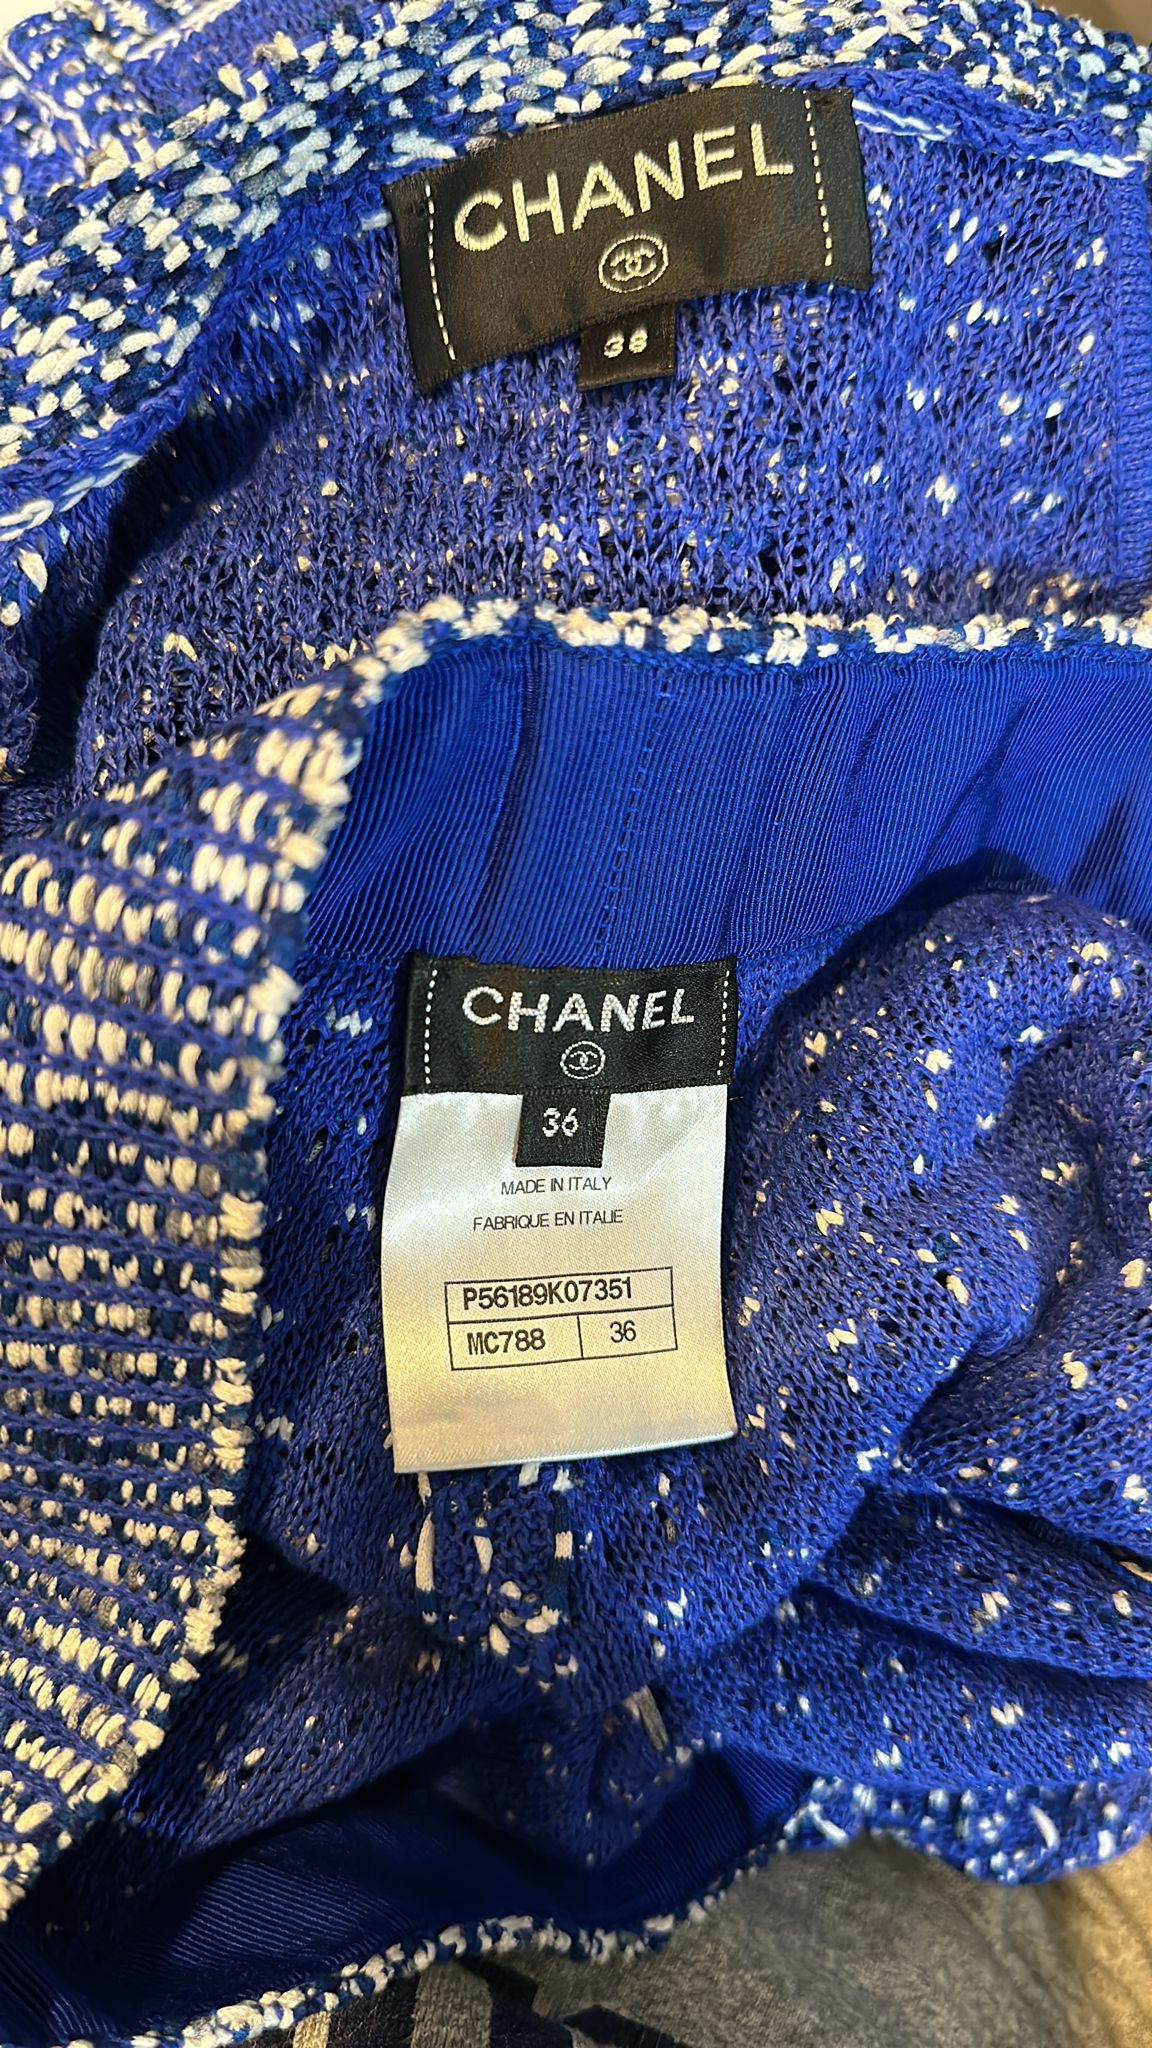 CHANEL
38
CHANEL
36
MADE IN ITALY
FABRIQUE EN ITALIE
P56189K07351
MC788 36